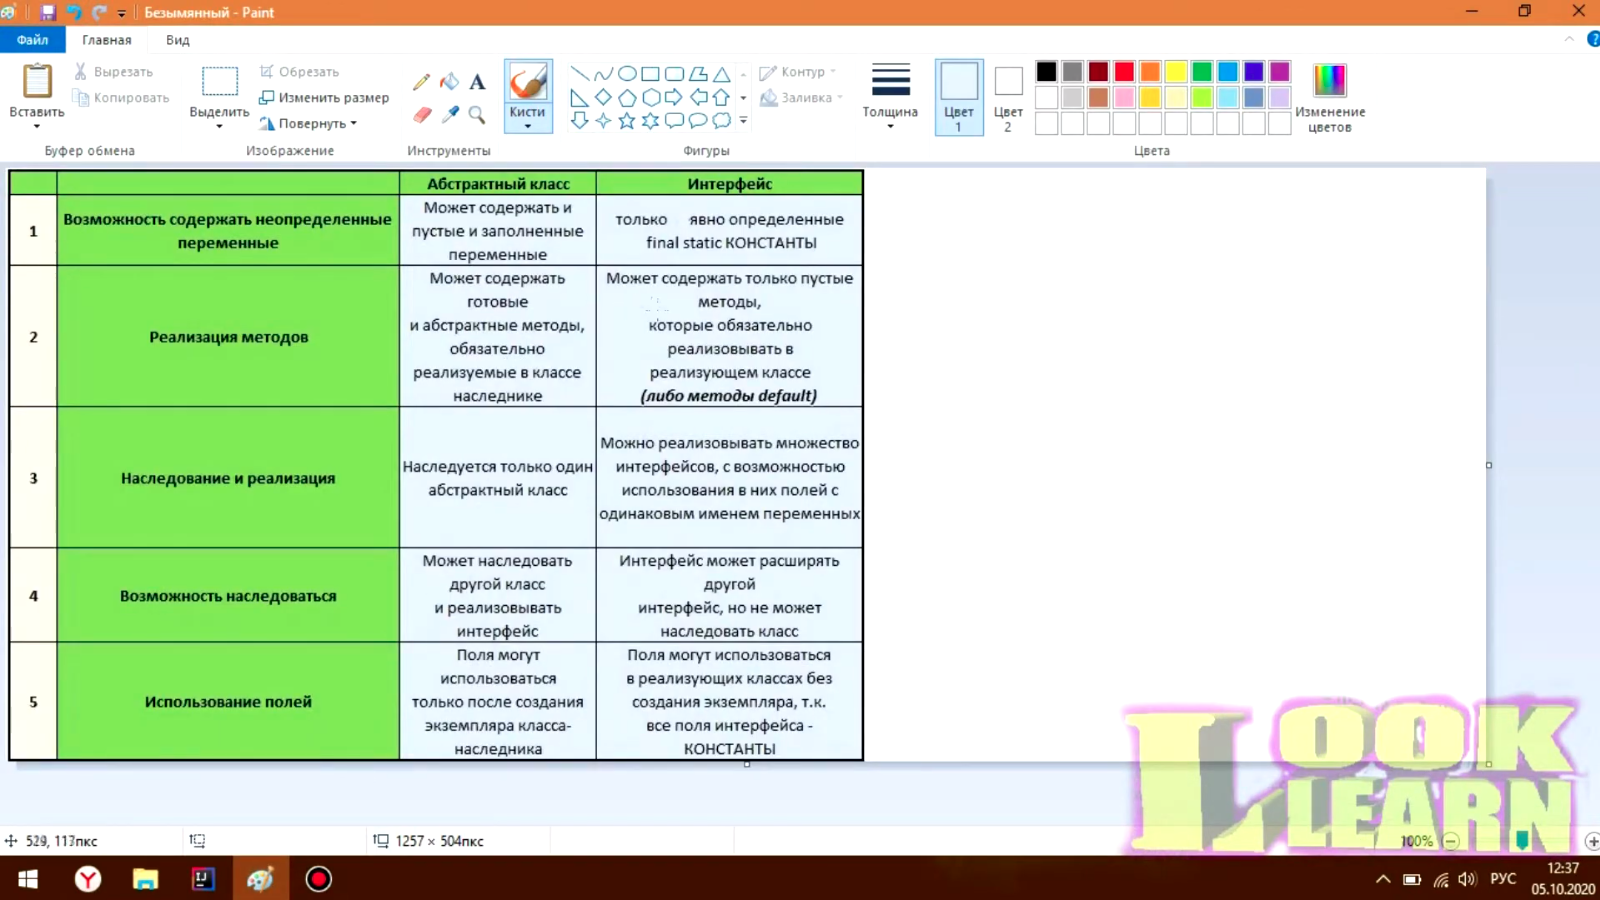 Безымянный - Paint
Файл
Главная
Вид
Вставить
Вырезать
Копировать
Буфер обмена
Выделить
Обрезать
Изменить размер
Повернуть
Изображение
Инструменты
Кисти
Фигуры
Контур
Заливка
Толщина
Цвет
1
Цвет
2
Изменение
цветов
Цвета
Абстрактный класс
Интерфейс
1
Возможность содержать неопределенные
переменные
Может содержать и
пустые и заполненные
переменные
только явно определенные
final static КОНСТАНТЫ
2
Реализация методов
Может содержать
готовые
и абстрактные методы,
обязательно
реализуемые в классе
наследнике
Может содержать только пустые
методы,
которые обязательно
реализовывать в
реализующем классе
(либо методы default)
3
Наследование и реализация
Наследуется только один
абстрактный класс
Можно реализовывать множество
интерфейсов, с возможностью
использования в них полей с
одинаковым именем переменных
4
Возможность наследоваться
Может наследовать
другой класс
и реализовывать
интерфейс
Интерфейс может расширять
другой
интерфейс, но не может
наследовать класс
5
Использование полей
Поля могут
использоваться
только после создания
экземпляра класса-
наследника
Поля могут использоваться
в реализующих классах без
создания экземпляра, т.к.
все поля интерфейса -
КОНСТАНТЫ
LOOK
LEARN
1257 × 504пкс
100%
РУС
12:37
05.10.2020